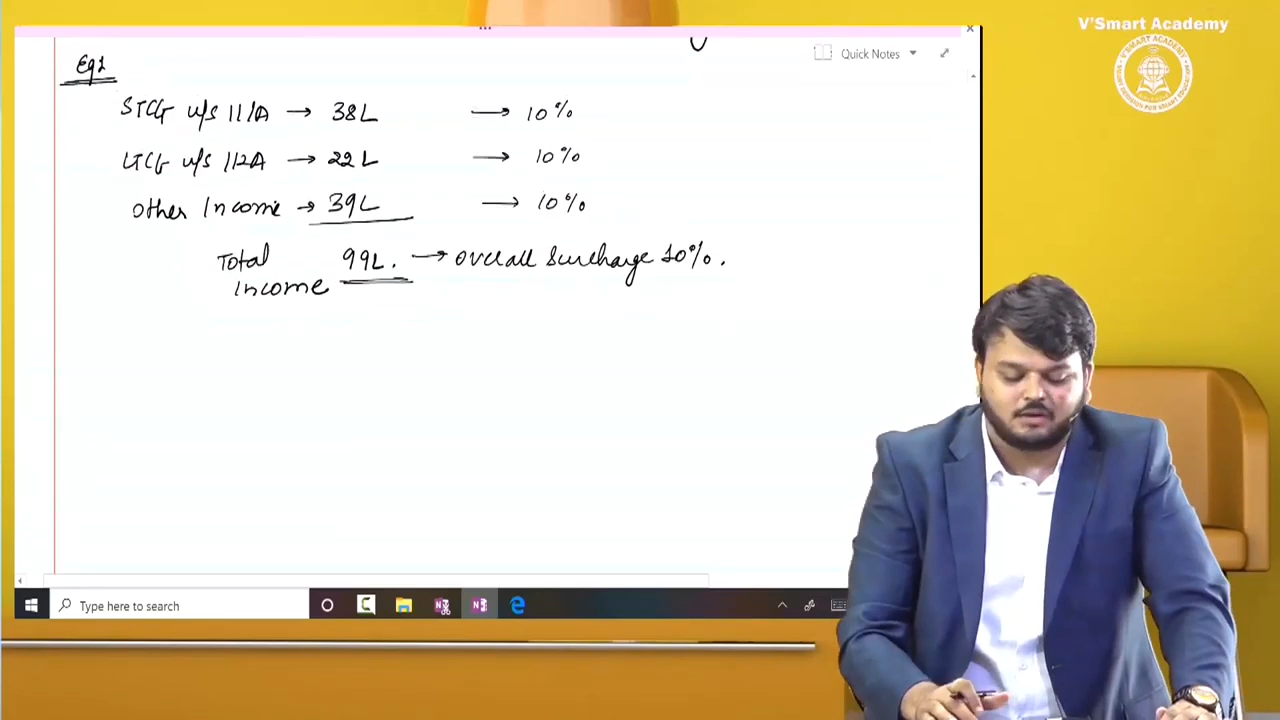 V'Smart Academy
Quick Notes
Eg1
STCG u/s 111A → 38L → 10%
LTCG u/s 112A → 22L → 10%
Other Income → 39L → 10%
Total 99L. → Overall Surcharge 10%.
Income
Type here to search